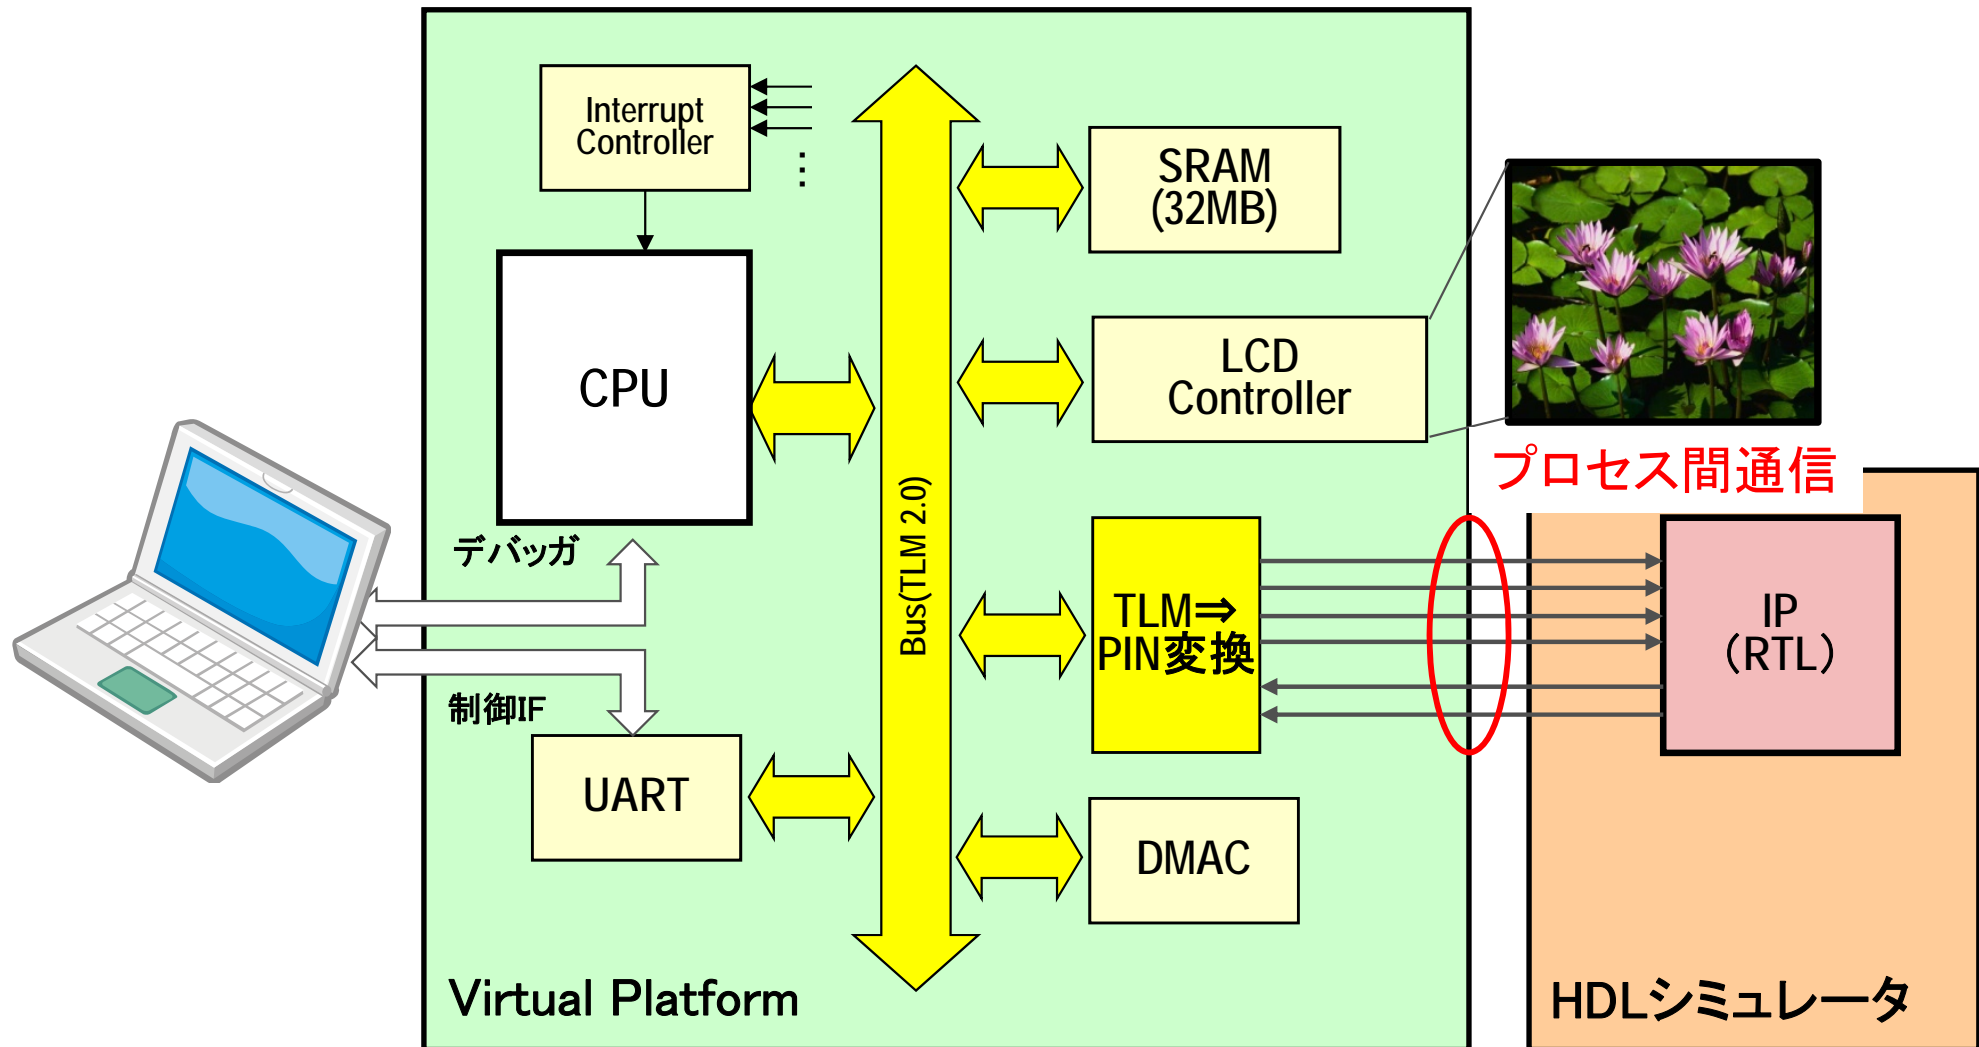 Interrupt
Controller
⋮
SRAM
(32MB)
CPU
LCD
Controller
プロセス間通信
デバッガ
Bus(TLM 2.0)
TLM⇒
PIN変換
IP
(RTL)
制御IF
UART
DMAC
Virtual Platform
HDLシミュレータ